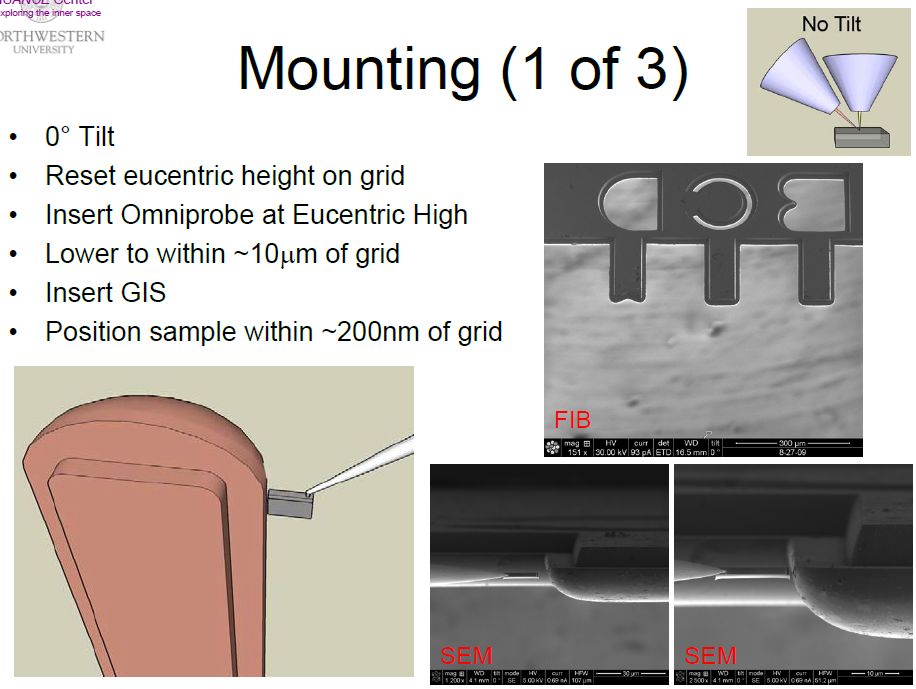 Center
xploring the inner space
ORTHWESTERN
UNIVERSITY
No Tilt
Mounting (1 of 3)
• 0° Tilt
• Reset eucentric height on grid
• Insert Omniprobe at Eucentric High
• Lower to within ~10μm of grid
• Insert GIS
• Position sample within ~200nm of grid
FIB
mag HV curr det WD tilt 300 µm
151 x 30.00 kV 93 pA ETD 16.5 mm 0° 8-27-09
SEM
mag WD tilt mode HV curr HFW 30 µm
1 200 x 4.1 mm 0° SE 5.00 kV 0.69 nA 107 µm
SEM
mag WD tilt mode HV curr HFW 10 µm
2 500 x 4.1 mm 0° SE 5.00 kV 0.69 nA 51.2 µm